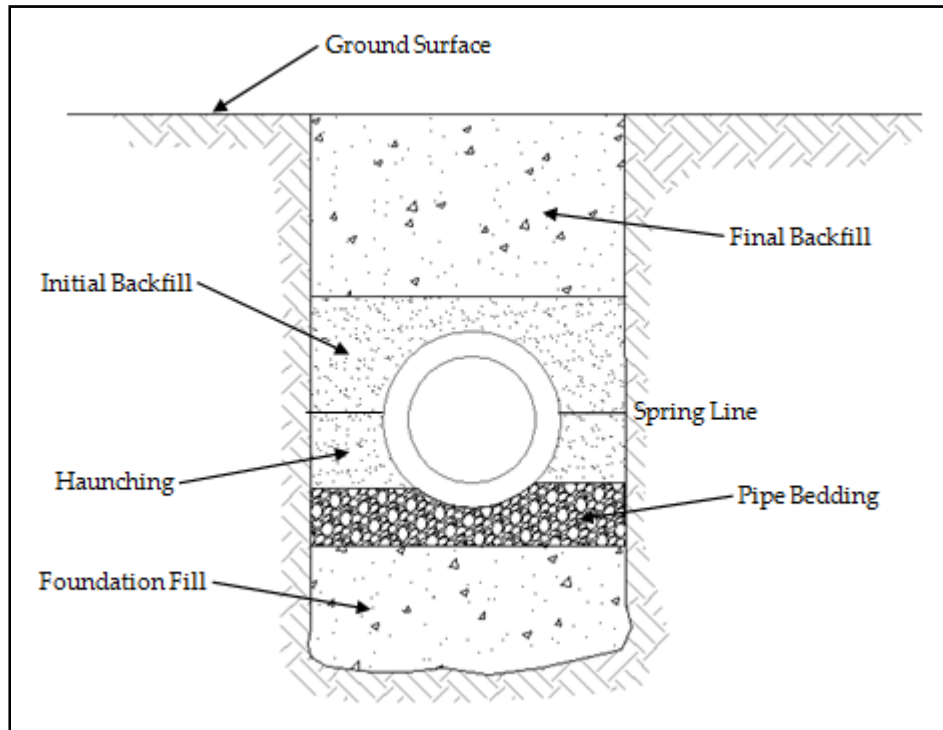 Ground Surface
Final Backfill
Initial Backfill
Spring Line
Haunching
Pipe Bedding
Foundation Fill